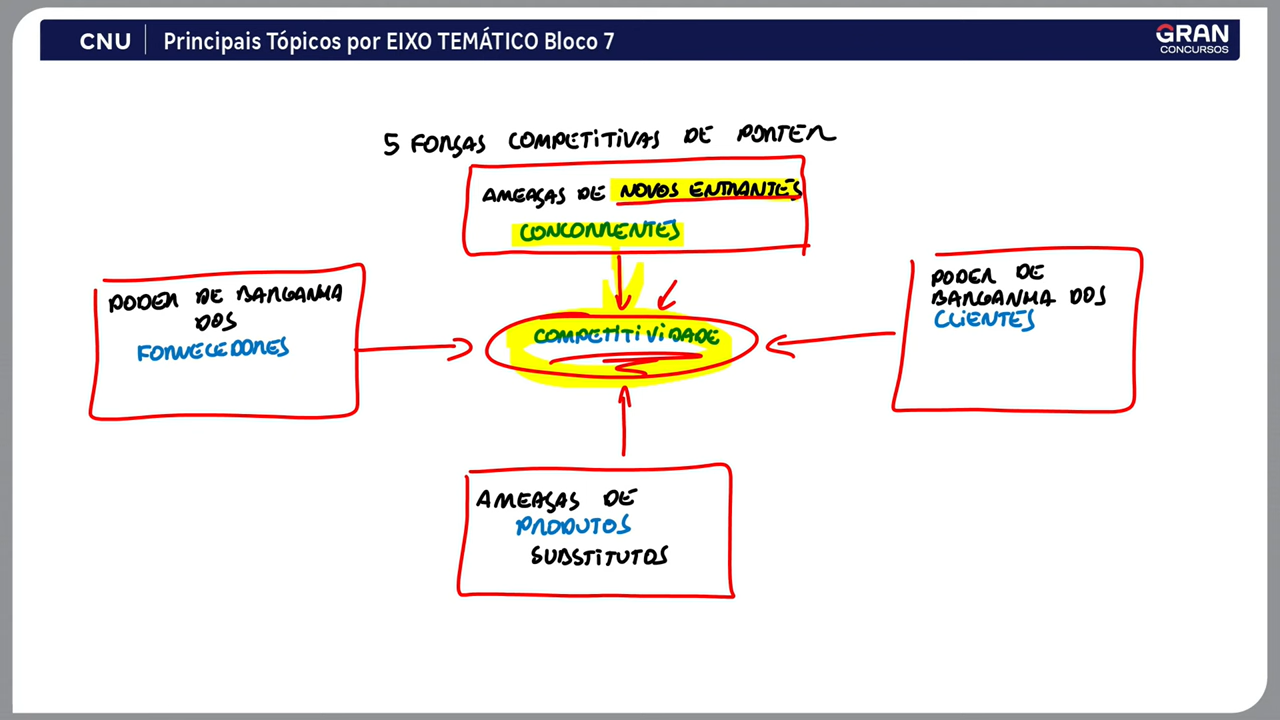 CNU
Principais Tópicos por EIXO TEMÁTICO Bloco 7
GRAN
CONCURSOS
5 FORÇAS COMPETITIVAS DE PORTER
AMEAÇAS DE NOVOS ENTRANTES
CONCORRENTES
PODER DE BARGANHA
DOS
FORNECEDORES
COMPETITIVIDADE
PODER DE
BARGANHA DOS
CLIENTES
AMEAÇAS DE
PRODUTOS
SUBSTITUTOS